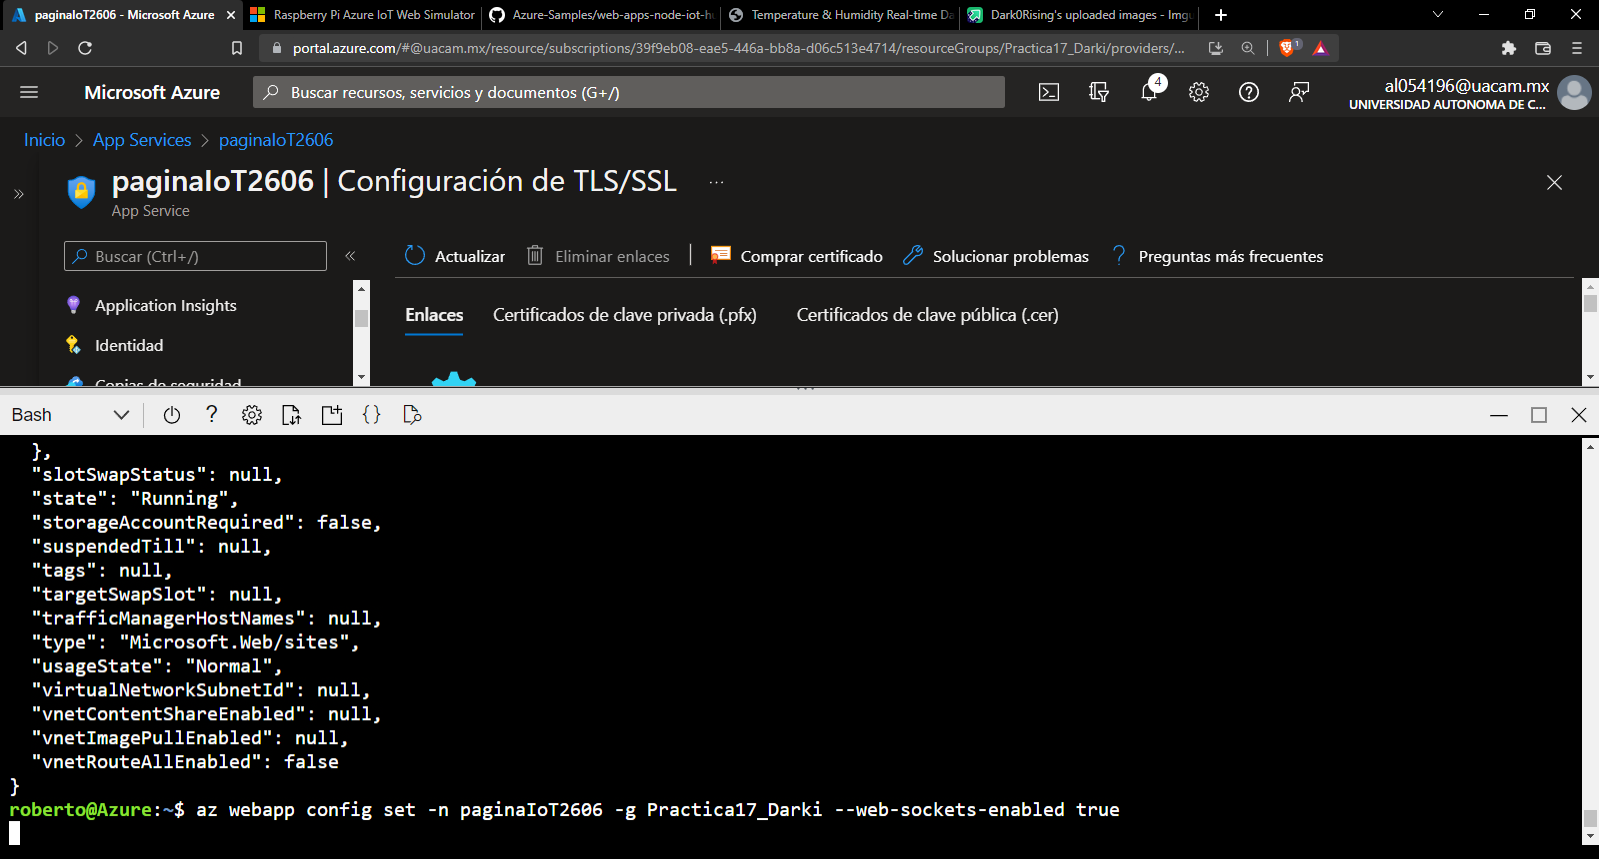 paginaIoT2606 - Microsoft Azure
Raspberry Pi Azure IoT Web Simulator
Azure-Samples/web-apps-node-iot-hu
Temperature & Humidity Real-time Da
Dark0Rising's uploaded images - Imgu
portal.azure.com/#@uacam.mx/resource/subscriptions/39f9eb08-eae5-446a-bb8a-d06c513e4714/resourceGroups/Practica17_Darki/providers/...
1
Microsoft Azure
Buscar recursos, servicios y documentos (G+/)
4
al054196@uacam.mx
UNIVERSIDAD AUTONOMA DE C...
Inicio > App Services > paginaIoT2606
paginaIoT2606 | Configuración de TLS/SSL ...
App Service
Buscar (Ctrl+/)
Actualizar
Eliminar enlaces
Comprar certificado
Solucionar problemas
Preguntas más frecuentes
Application Insights
Identidad
Copias de seguridad
Enlaces
Certificados de clave privada (.pfx)
Certificados de clave pública (.cer)
Bash
},
"slotSwapStatus": null,
"state": "Running",
"storageAccountRequired": false,
"suspendedTill": null,
"tags": null,
"targetSwapSlot": null,
"trafficManagerHostNames": null,
"type": "Microsoft.Web/sites",
"usageState": "Normal",
"virtualNetworkSubnetId": null,
"vnetContentShareEnabled": null,
"vnetImagePullEnabled": null,
"vnetRouteAllEnabled": false
}
roberto@Azure:~$ az webapp config set -n paginaIoT2606 -g Practica17_Darki --web-sockets-enabled true